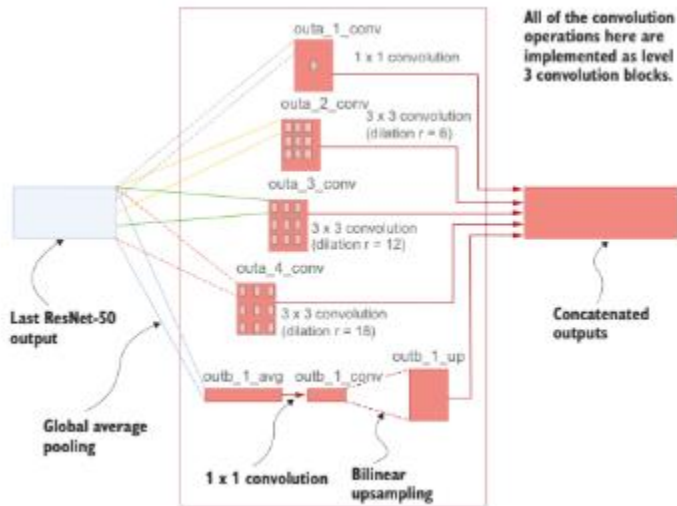 outa_1_conv
1 x 1 convolution
All of the convolution
operations here are
implemented as level
3 convolution blocks.
outa_2_conv
3 x 3 convolution
(dilation r = 6)
outa_3_conv
3 x 3 convolution
(dilation r = 12)
outa_4_conv
3 x 3 convolution
(dilation r = 18)
Last ResNet-50
output
Concatenated
outputs
outb_1_avg
outb_1_conv
outb_1_up
Global average
pooling
1 x 1 convolution
Bilinear
upsampling